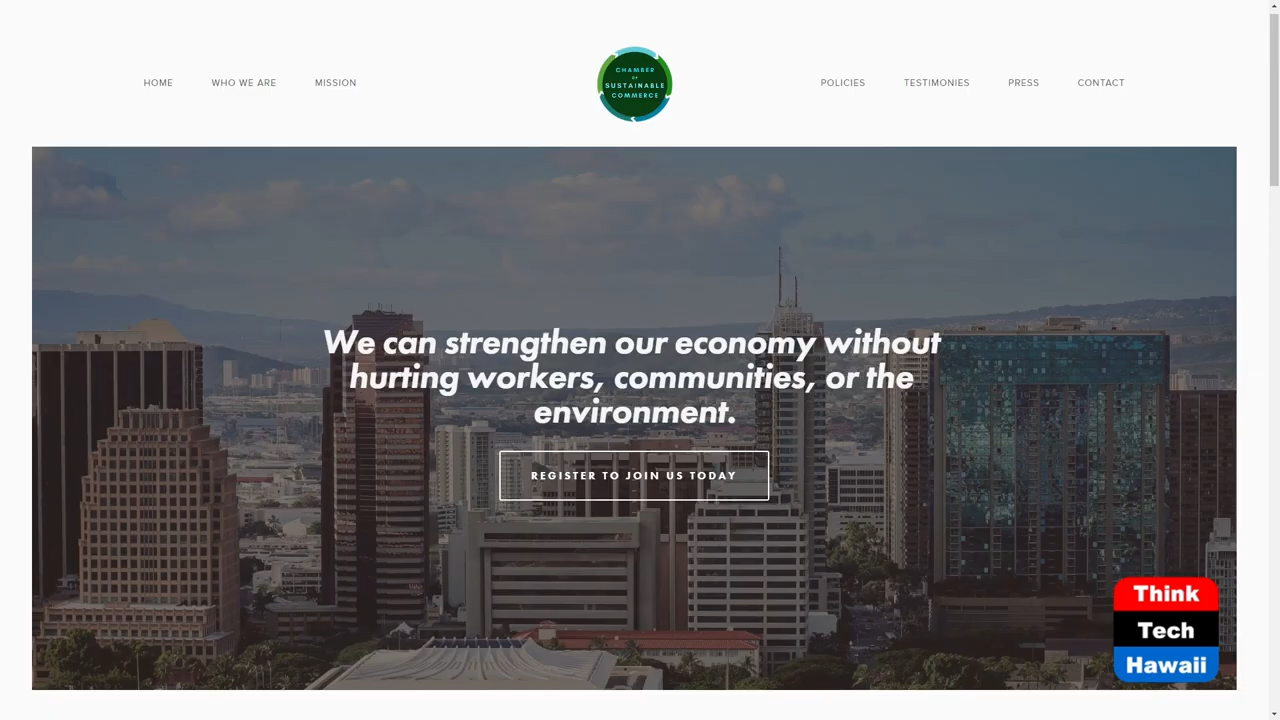 HOME
WHO WE ARE
MISSION
CHAMBER
OF
SUSTAINABLE
COMMERCE
POLICIES
TESTIMONIES
PRESS
CONTACT
We can strengthen our economy without
hurting workers, communities, or the
environment.
REGISTER TO JOIN US TODAY
Think
Tech
Hawaii